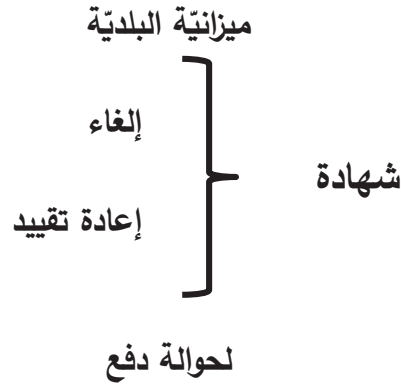 ميزانيّة البلديّة
إلغاء
شهادة
إعادة تقييد
لحوالة دفع